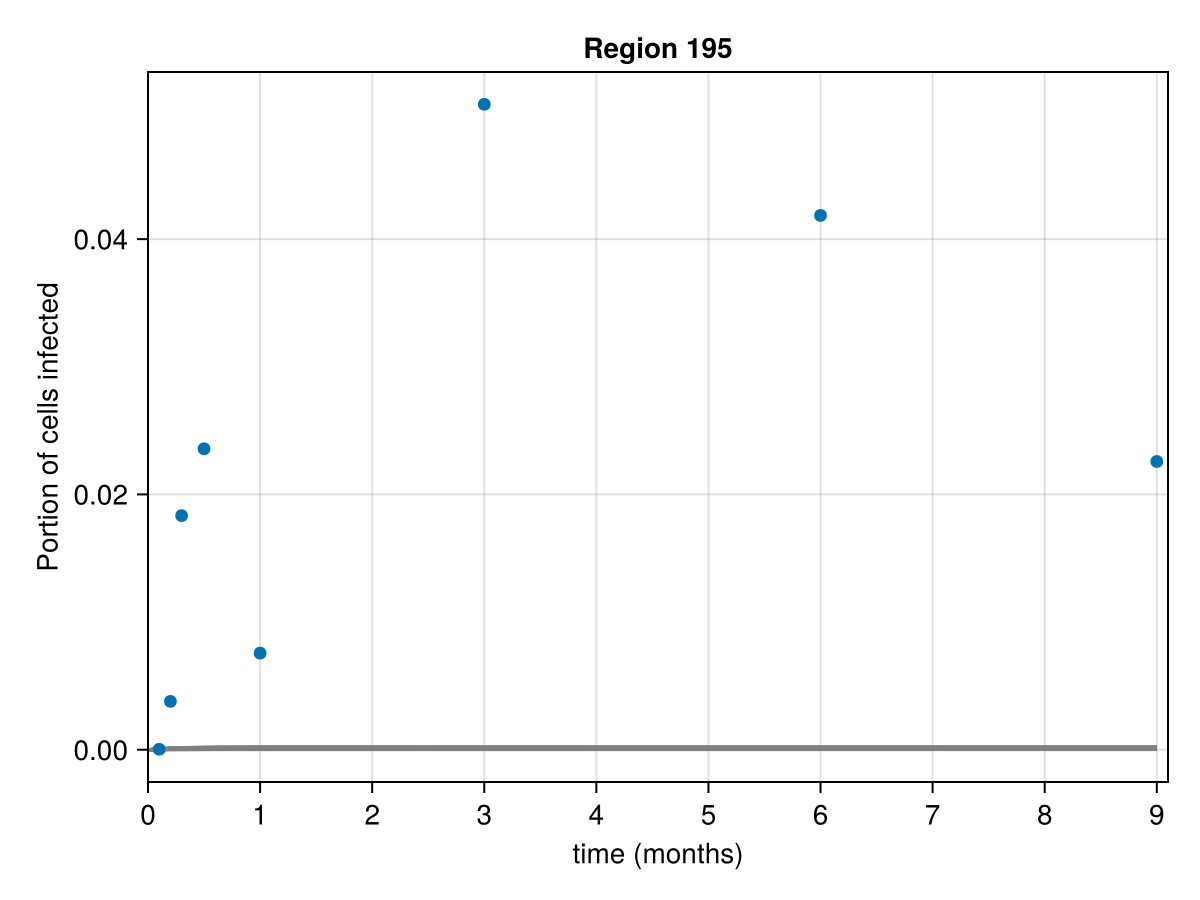 Region 195
Portion of cells infected
0.04
0.02
0.00
0 1 2 3 4 5 6 7 8 9
time (months)